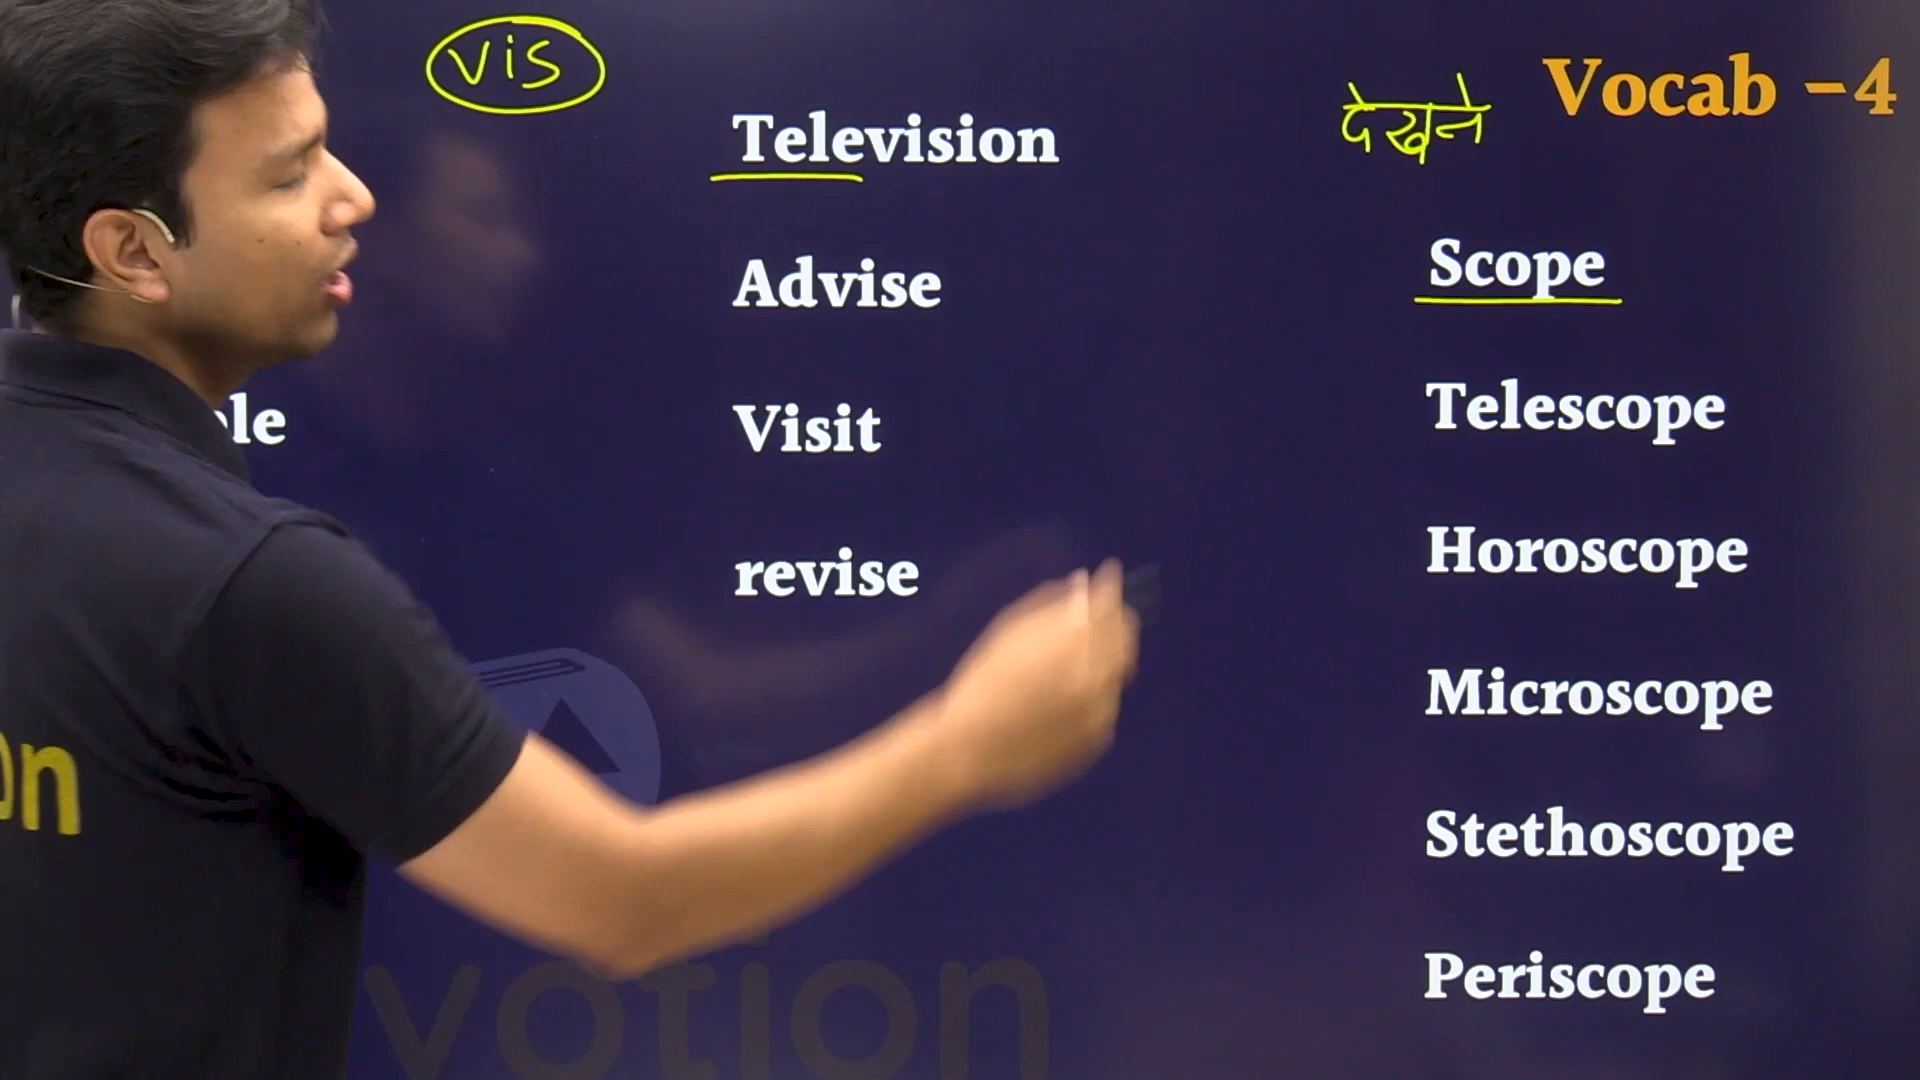 vis
Vocab -4
देखने
Television
Advise
Visit
revise
Scope
Telescope
Horoscope
Microscope
Stethoscope
Periscope